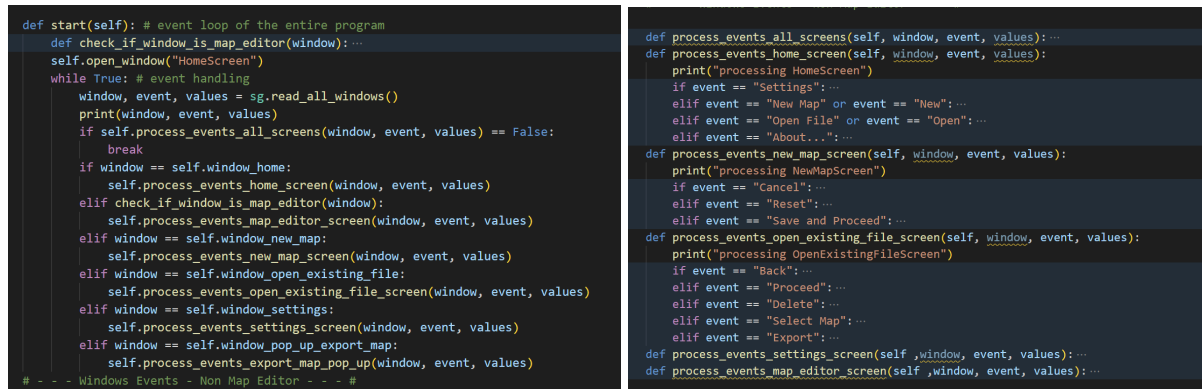 def start(self): # event loop of the entire program
    def check_if_window_is_map_editor(window): ···
    self.open_window("HomeScreen")
    while True: # event handling
        window, event, values = sg.read_all_windows()
        print(window, event, values)
        if self.process_events_all_screens(window, event, values) == False:
            break
        if window == self.window_home:
            self.process_events_home_screen(window, event, values)
        elif check_if_window_is_map_editor(window):
            self.process_events_map_editor_screen(window, event, values)
        elif window == self.window_new_map:
            self.process_events_new_map_screen(window, event, values)
        elif window == self.window_open_existing_file:
            self.process_events_open_existing_file_screen(window, event, values)
        elif window == self.window_settings:
            self.process_events_settings_screen(window, event, values)
        elif window == self.window_pop_up_export_map:
            self.process_events_export_map_pop_up(window, event, values)
# - - - Windows Events - Non Map Editor - - - #
def process_events_all_screens(self, window, event, values): ···
def process_events_home_screen(self, window, event, values):
    print("processing HomeScreen")
    if event == "Settings": ···
    elif event == "New Map" or event == "New": ···
    elif event == "Open File" or event == "Open": ···
    elif event == "About...": ···
def process_events_new_map_screen(self, window, event, values):
    print("processing NewMapScreen")
    if event == "Cancel": ···
    elif event == "Reset": ···
    elif event == "Save and Proceed": ···
def process_events_open_existing_file_screen(self, window, event, values):
    print("processing OpenExistingFileScreen")
    if event == "Back": ···
    elif event == "Proceed": ···
    elif event == "Delete": ···
    elif event == "Select Map": ···
    elif event == "Export": ···
def process_events_settings_screen(self ,window, event, values): ···
def process_events_map_editor_screen(self ,window, event, values): ···